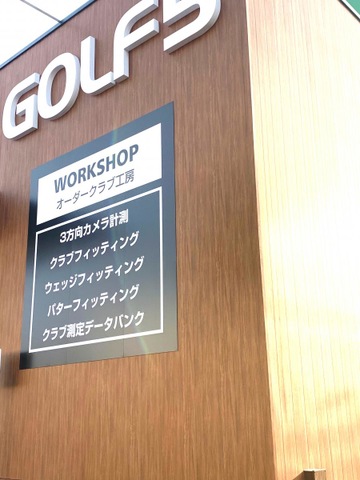 GOLF5
WORKSHOP
オーダークラブ工房
3方向カメラ計測
クラブフィッティング
ウェッジフィッティング
パターフィッティング
クラブ測定データバンク